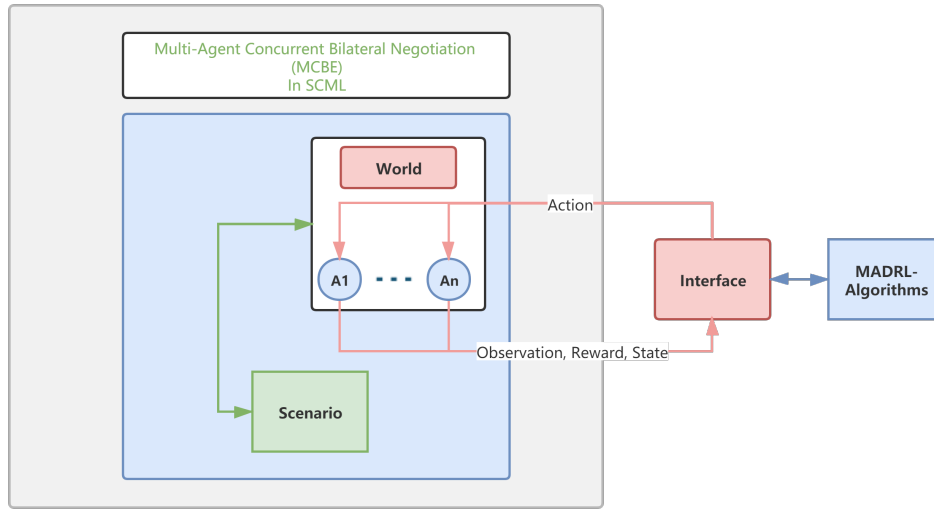 Multi-Agent Concurrent Bilateral Negotiation
(MCBE)
In SCML
World
Action
A1
An
Interface
MADRL-
Algorithms
Observation, Reward, State
Scenario